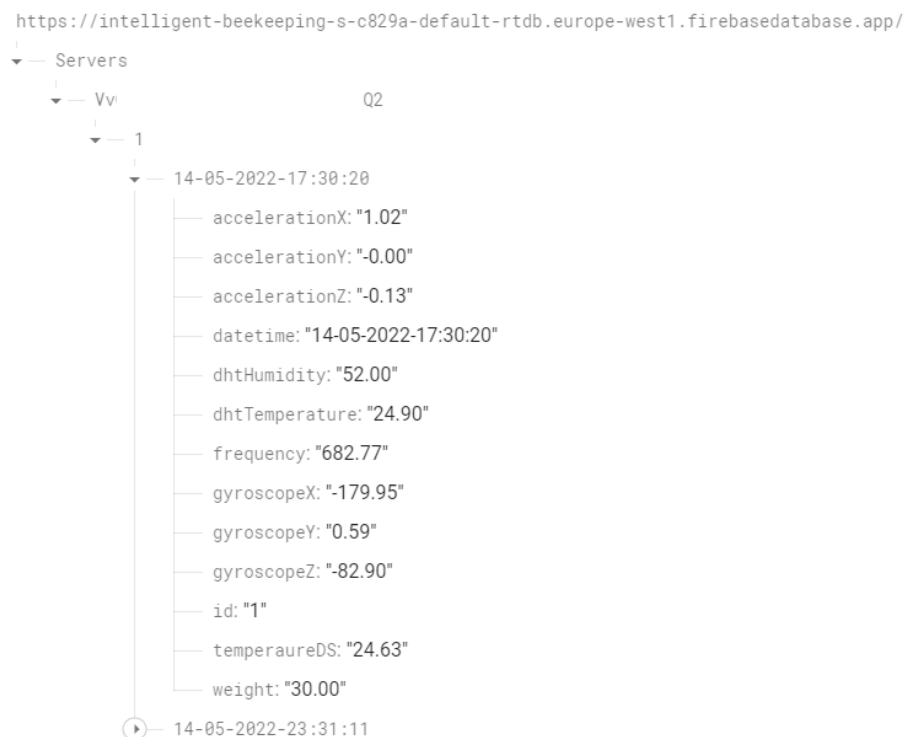 https://intelligent-beekeeping-s-c829a-default-rtdb.europe-west1.firebasedatabase.app/
Servers
Vv Q2
1
14-05-2022-17:30:20
accelerationX: "1.02"
accelerationY: "-0.00"
accelerationZ: "-0.13"
datetime: "14-05-2022-17:30:20"
dhtHumidity: "52.00"
dhtTemperature: "24.90"
frequency: "682.77"
gyroscopeX: "-179.95"
gyroscopeY: "0.59"
gyroscopeZ: "-82.90"
id: "1"
temperaureDS: "24.63"
weight: "30.00"
14-05-2022-23:31:11